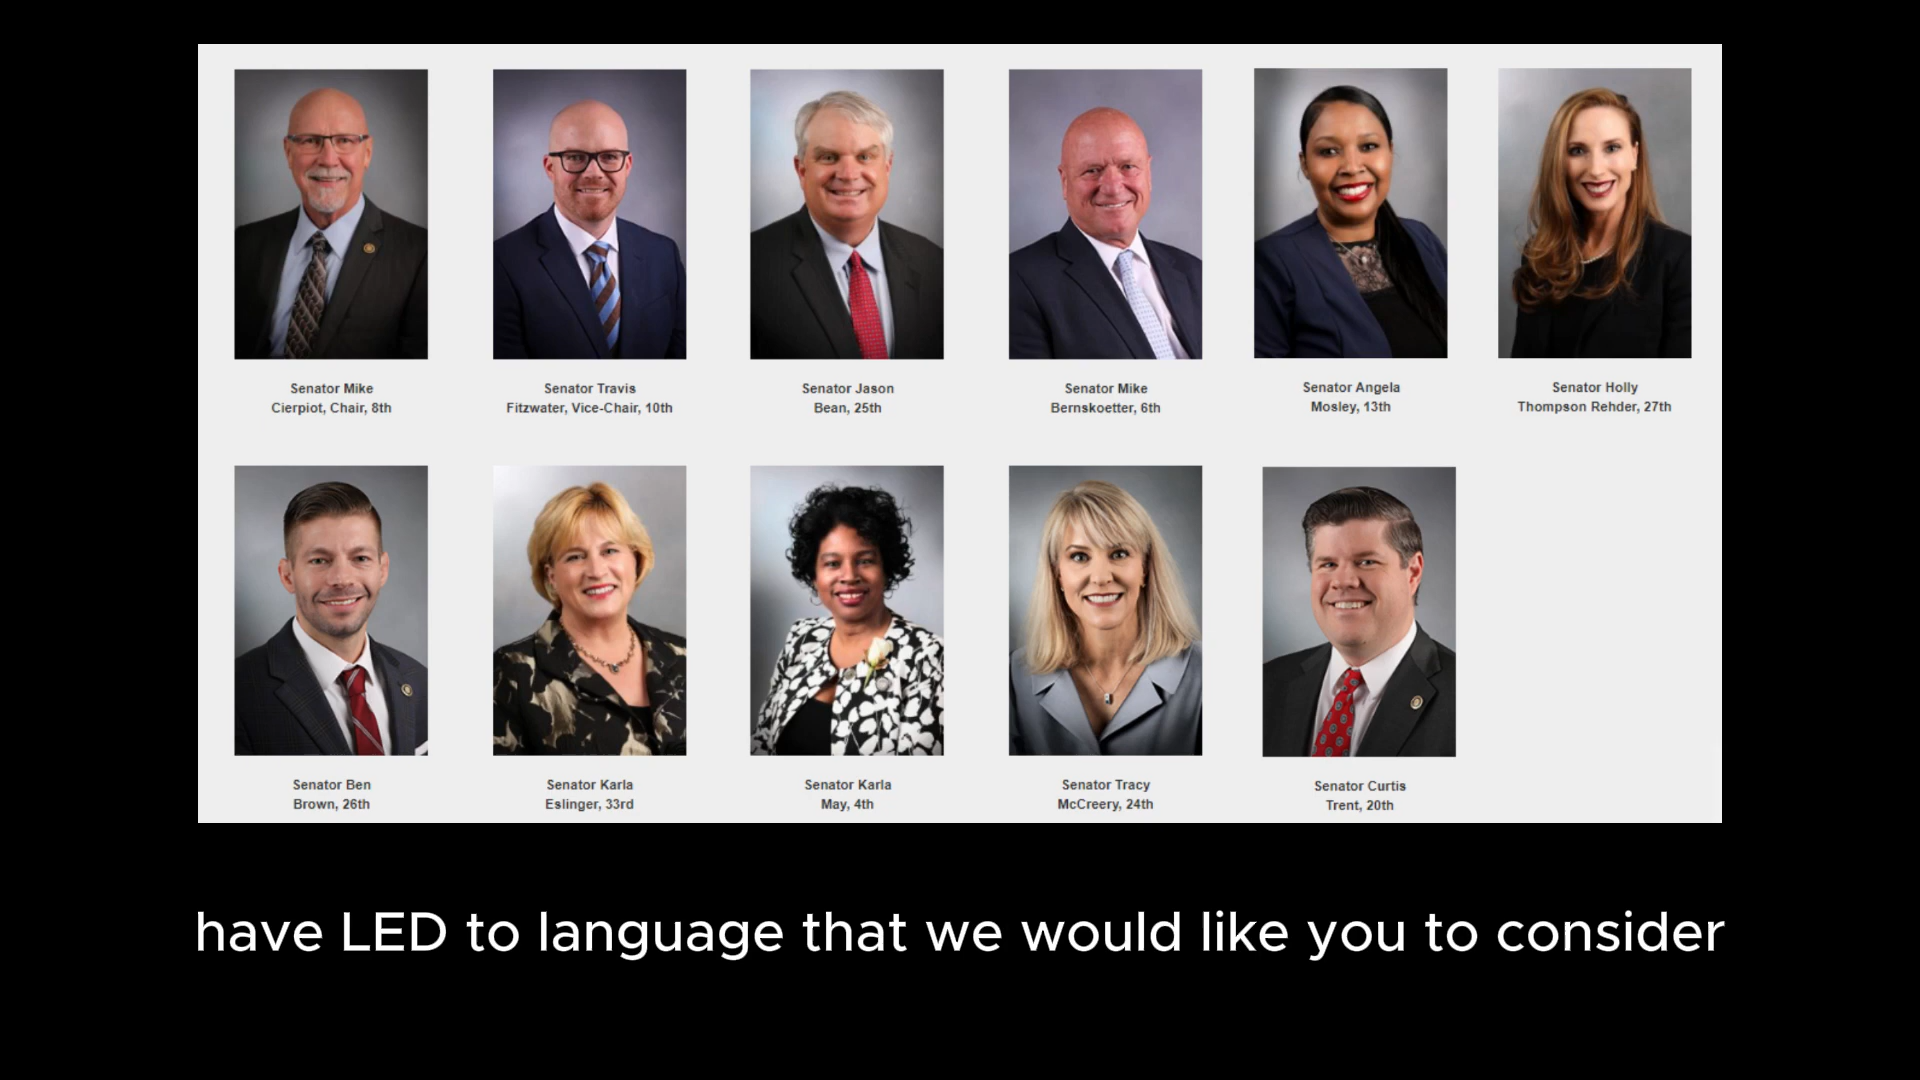 Senator Mike
Cierpiot, Chair, 8th
Senator Travis
Fitzwater, Vice-Chair, 10th
Senator Jason
Bean, 25th
Senator Mike
Bernskoetter, 6th
Senator Angela
Mosley, 13th
Senator Holly
Thompson Rehder, 27th
Senator Ben
Brown, 26th
Senator Karla
Eslinger, 33rd
Senator Karla
May, 4th
Senator Tracy
McCreery, 24th
Senator Curtis
Trent, 20th
have LED to language that we would like you to consider